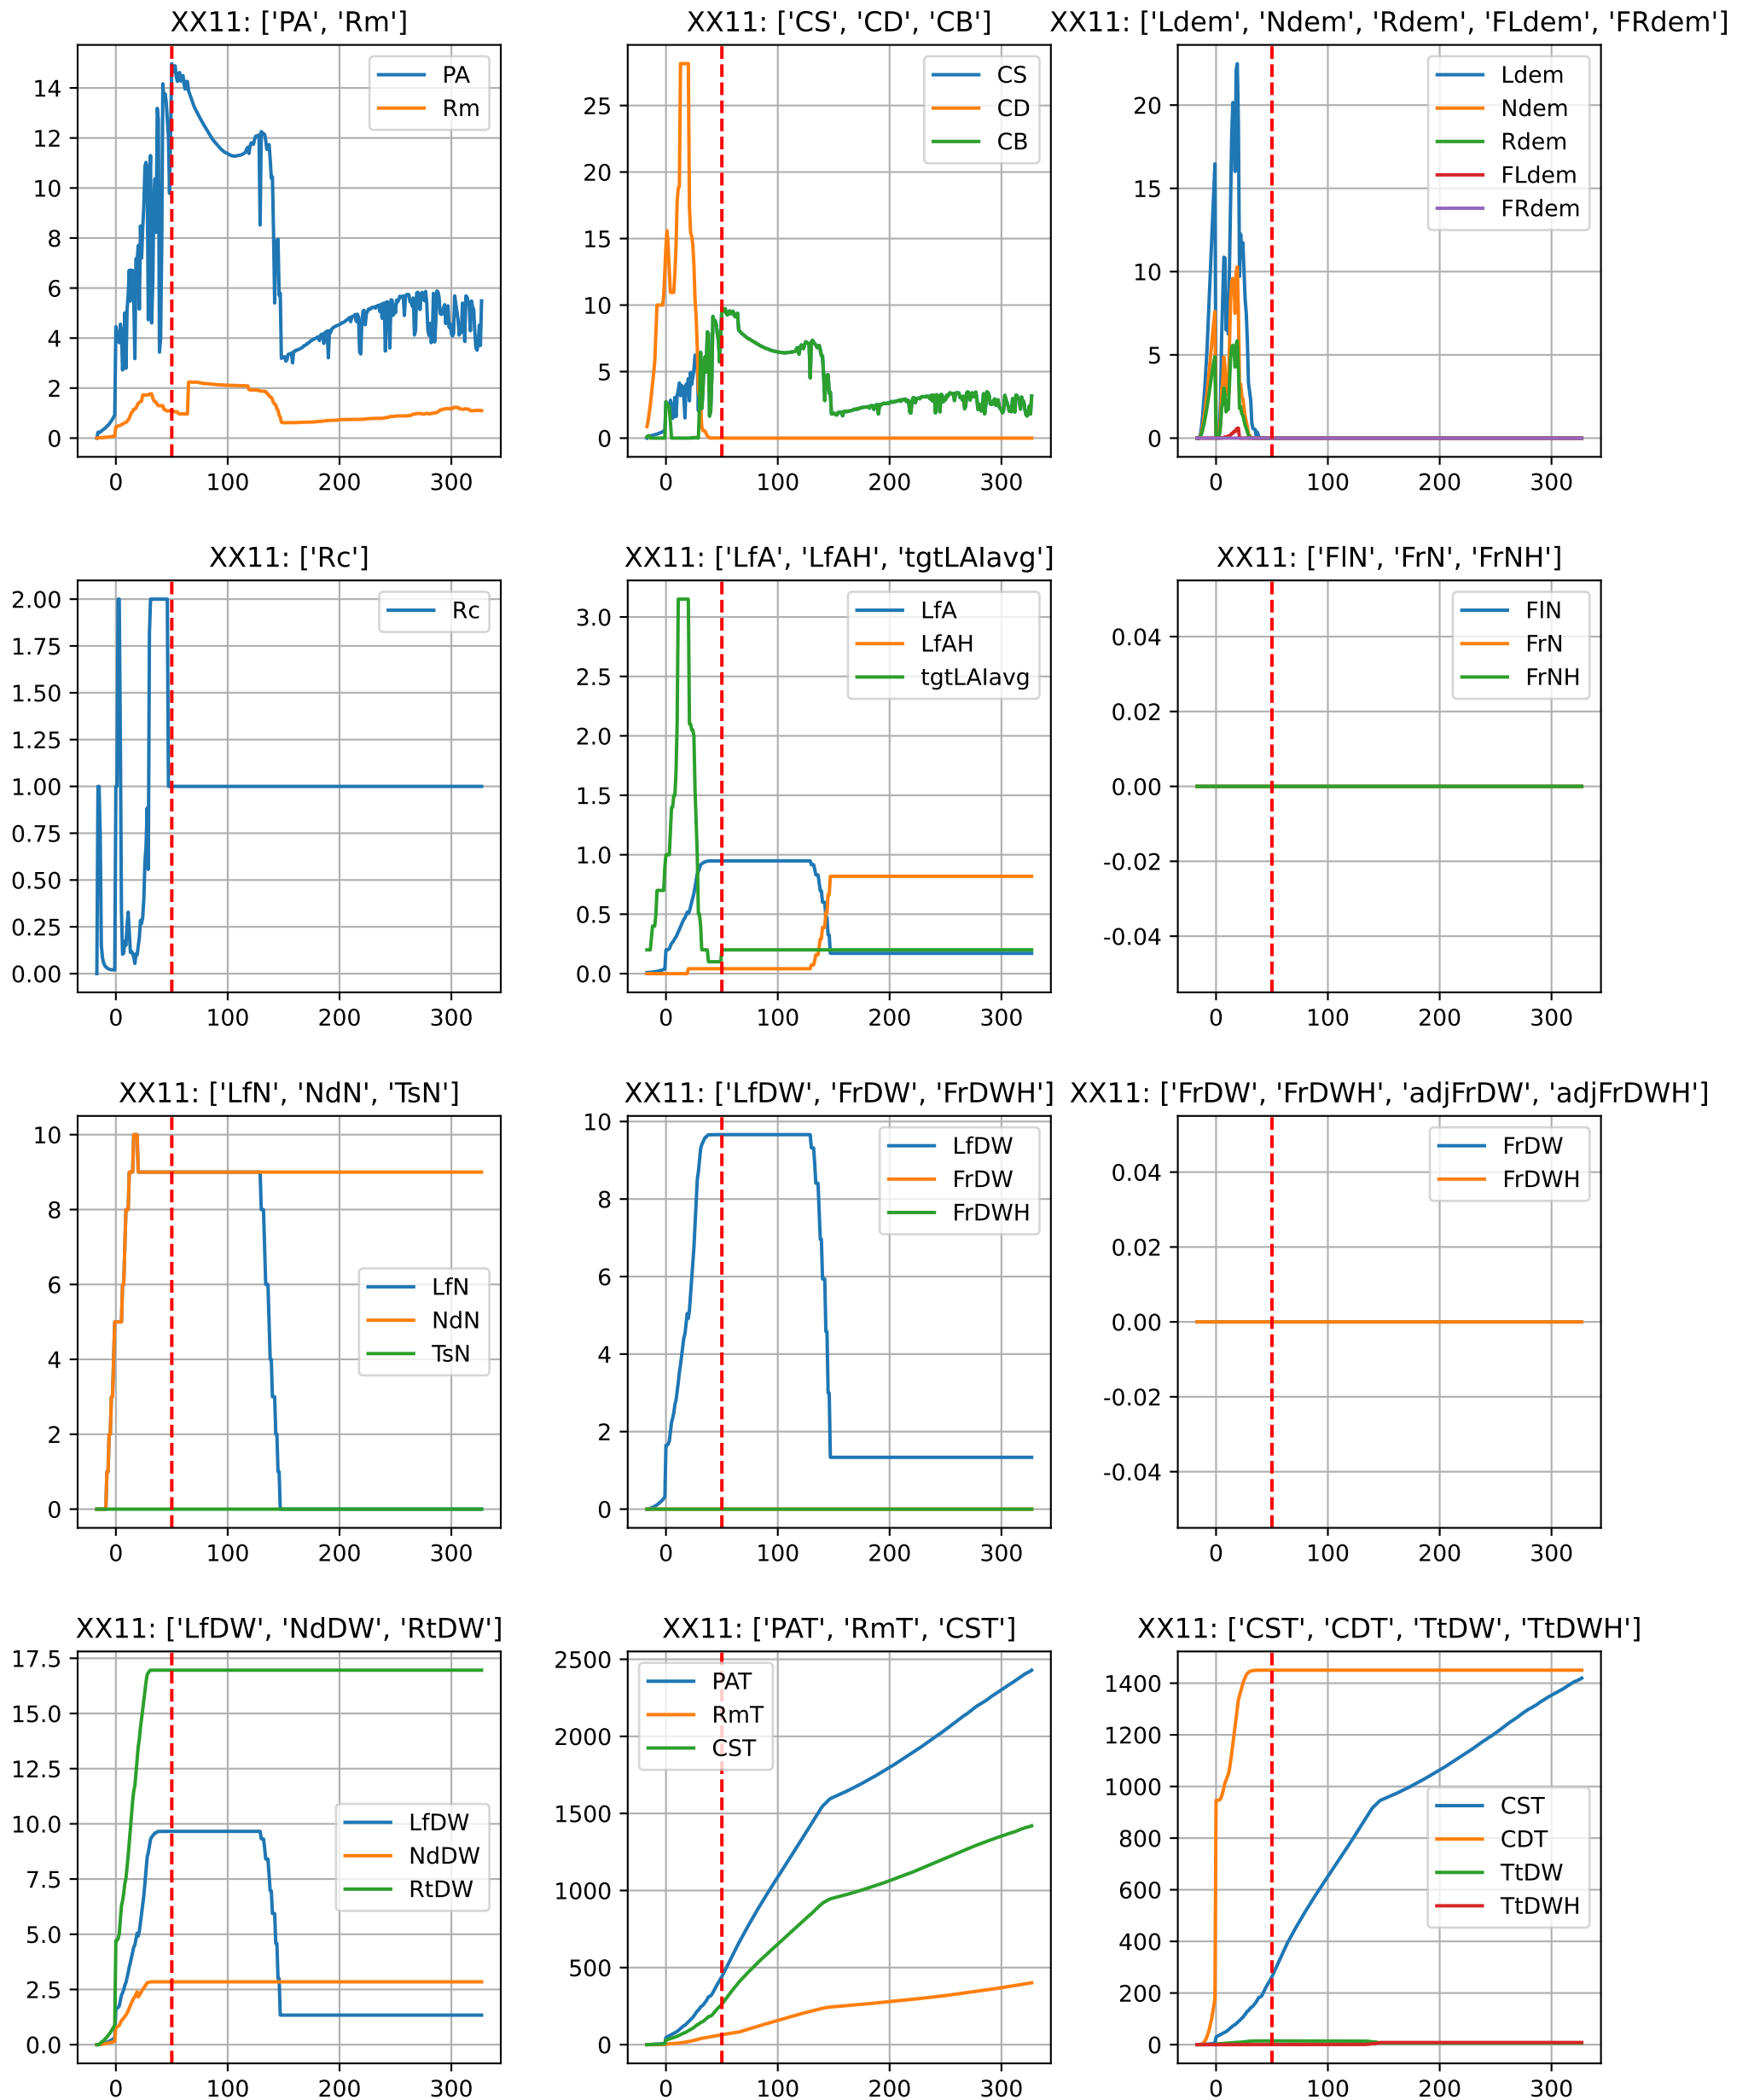 XX11: ['PA', 'Rm']
14
12
10
8
6
4
2
0
0 100 200 300
PA
Rm
XX11: ['CS', 'CD', 'CB']
25
20
15
10
5
0
0 100 200 300
CS
CD
CB
XX11: ['Ldem', 'Ndem', 'Rdem', 'FLdem', 'FRdem']
20
15
10
5
0
0 100 200 300
Ldem
Ndem
Rdem
FLdem
FRdem
XX11: ['Rc']
2.00
1.75
1.50
1.25
1.00
0.75
0.50
0.25
0.00
0 100 200 300
Rc
XX11: ['LfA', 'LfAH', 'tgtLAIavg']
3.0
2.5
2.0
1.5
1.0
0.5
0.0
0 100 200 300
LfA
LfAH
tgtLAIavg
XX11: ['FlN', 'FrN', 'FrNH']
0.04
0.02
0.00
-0.02
-0.04
0 100 200 300
FlN
FrN
FrNH
XX11: ['LfN', 'NdN', 'TsN']
10
8
6
4
2
0
0 100 200 300
LfN
NdN
TsN
XX11: ['LfDW', 'FrDW', 'FrDWH']
10
8
6
4
2
0
0 100 200 300
LfDW
FrDW
FrDWH
XX11: ['FrDW', 'FrDWH', 'adjFrDW', 'adjFrDWH']
0.04
0.02
0.00
-0.02
-0.04
0 100 200 300
FrDW
FrDWH
XX11: ['LfDW', 'NdDW', 'RtDW']
17.5
15.0
12.5
10.0
7.5
5.0
2.5
0.0
0 100 200 300
LfDW
NdDW
RtDW
XX11: ['PAT', 'RmT', 'CST']
2500
2000
1500
1000
500
0
0 100 200 300
PAT
RmT
CST
XX11: ['CST', 'CDT', 'TtDW', 'TtDWH']
1400
1200
1000
800
600
400
200
0
0 100 200 300
CST
CDT
TtDW
TtDWH